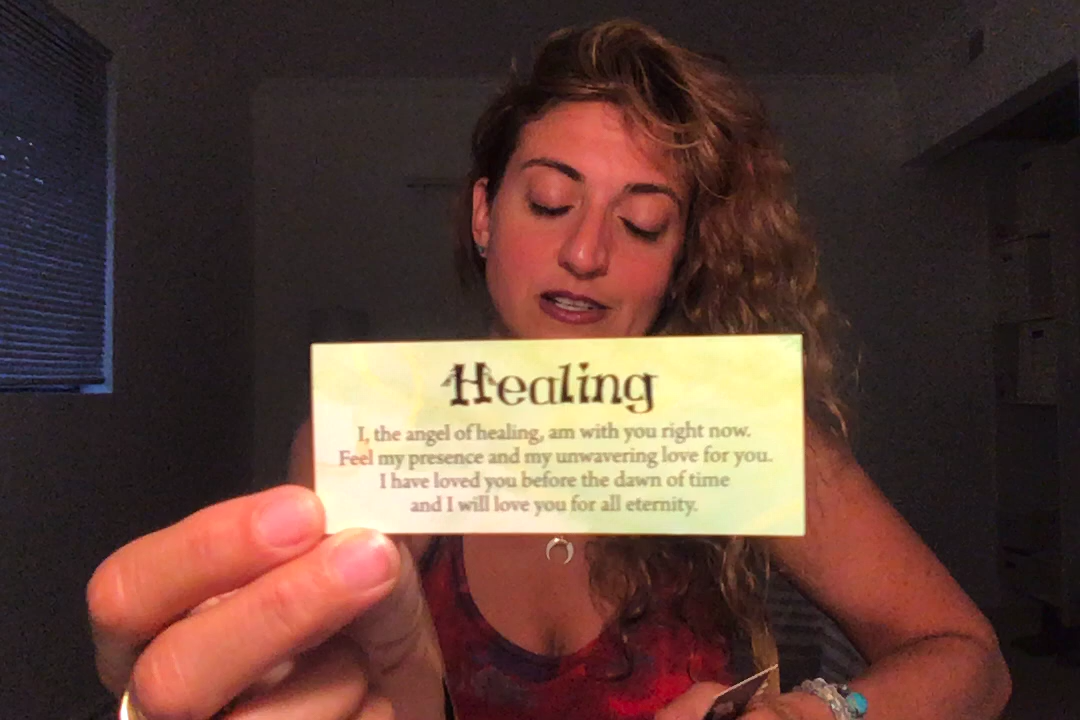 Healing
I, the angel of healing, am with you right now.
Feel my presence and my unwavering love for you.
I have loved you before the dawn of time
and I will love you for all eternity.